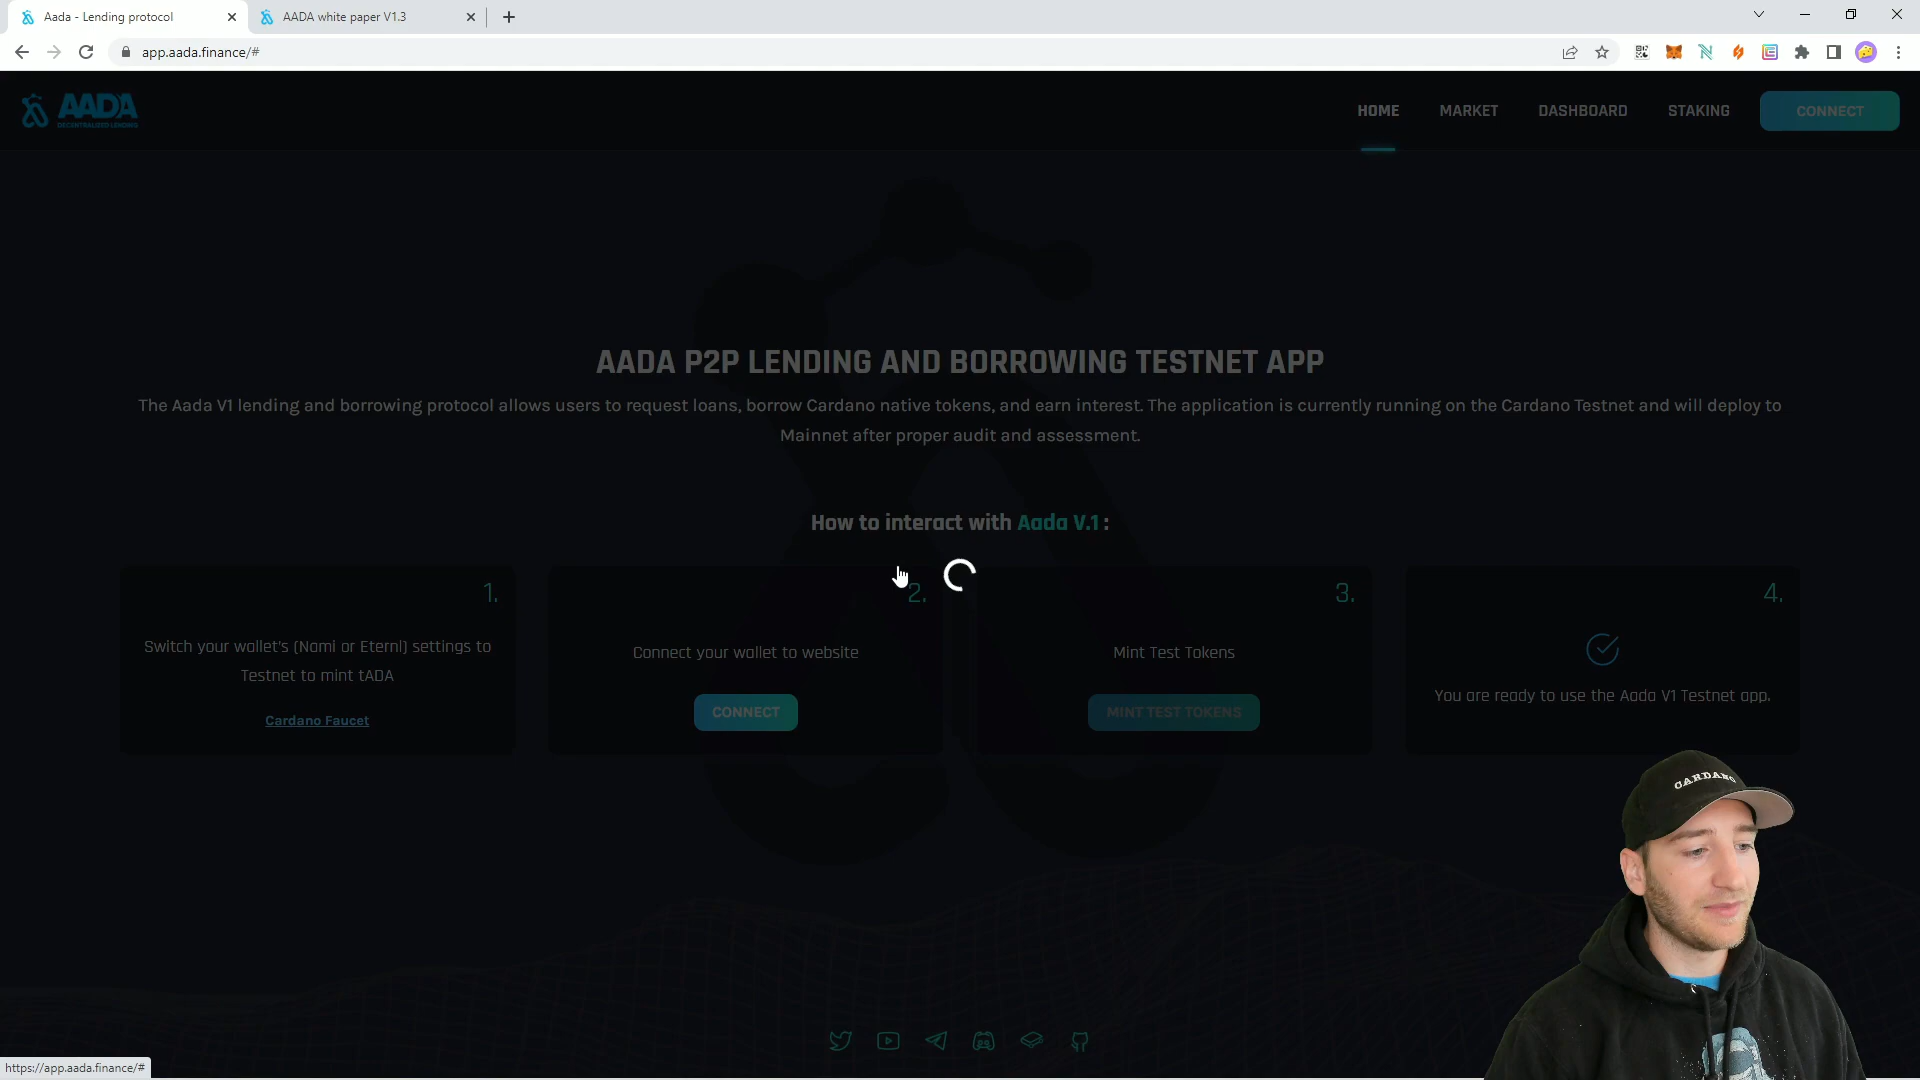 Aada - Lending protocol
AADA white paper V1.3
app.aada.finance/#
AADA
DECENTRALIZED LENDING
HOME
MARKET
DASHBOARD
STAKING
CONNECT
AADA P2P LENDING AND BORROWING TESTNET APP
The Aada V1 lending and borrowing protocol allows users to request loans, borrow Cardano native tokens, and earn interest. The application is currently running on the Cardano Testnet and will deploy to
Mainnet after proper audit and assessment.
How to interact with Aada V.1 :
1.
Switch your wallet's (Nami or Eternl) settings to
Testnet to mint tADA
Cardano Faucet
2.
Connect your wallet to website
CONNECT
3.
Mint Test Tokens
MINT TEST TOKENS
4.
You are ready to use the Aada V1 Testnet app.
CARDANO
https://app.aada.finance/#